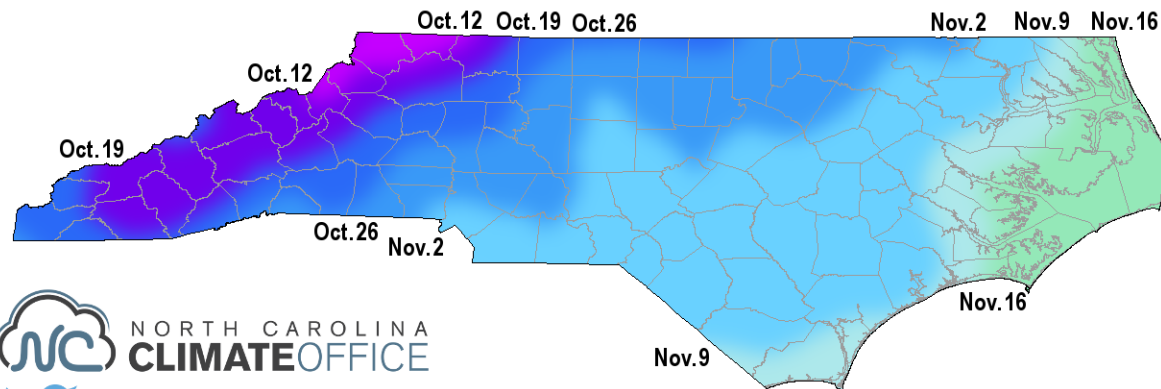 Oct.12 Oct.19 Oct.26 Nov.2 Nov.9 Nov.16
Oct.12
Oct.19
Oct.26
Nov.2
Nov.16
Nov.9
NC
NORTH CAROLINA
CLIMATEOFFICE